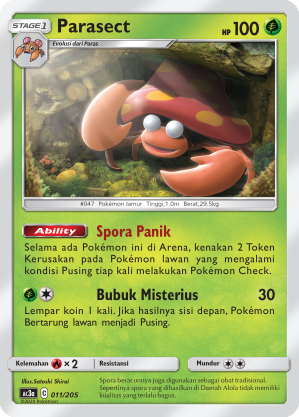 STAGE 1
Parasect
HP 100
Evolusi dari Paras
#047 Pokémon Jamur Tinggi,1.0m Berat,29.5kg
Ability Spora Panik
Selama ada Pokémon ini di Arena, kenakan 2 Token
Kerusakan pada Pokémon lawan yang mengalami
kondisi Pusing tiap kali melakukan Pokémon Check.
Bubuk Misterius 30
Lempar koin 1 kali. Jika hasilnya sisi depan, Pokémon
Bertarung lawan menjadi Pusing.
Kelemahan ×2 Resistansi Mundur
Illus.Satoshi Shirai
Spora beracunnya juga digunakan sebagai obat tradisional.
Sepertinya spora yang dihasilkan di Daerah Alola tidak memiliki
kualitas yang terlalu bagus.
011/205